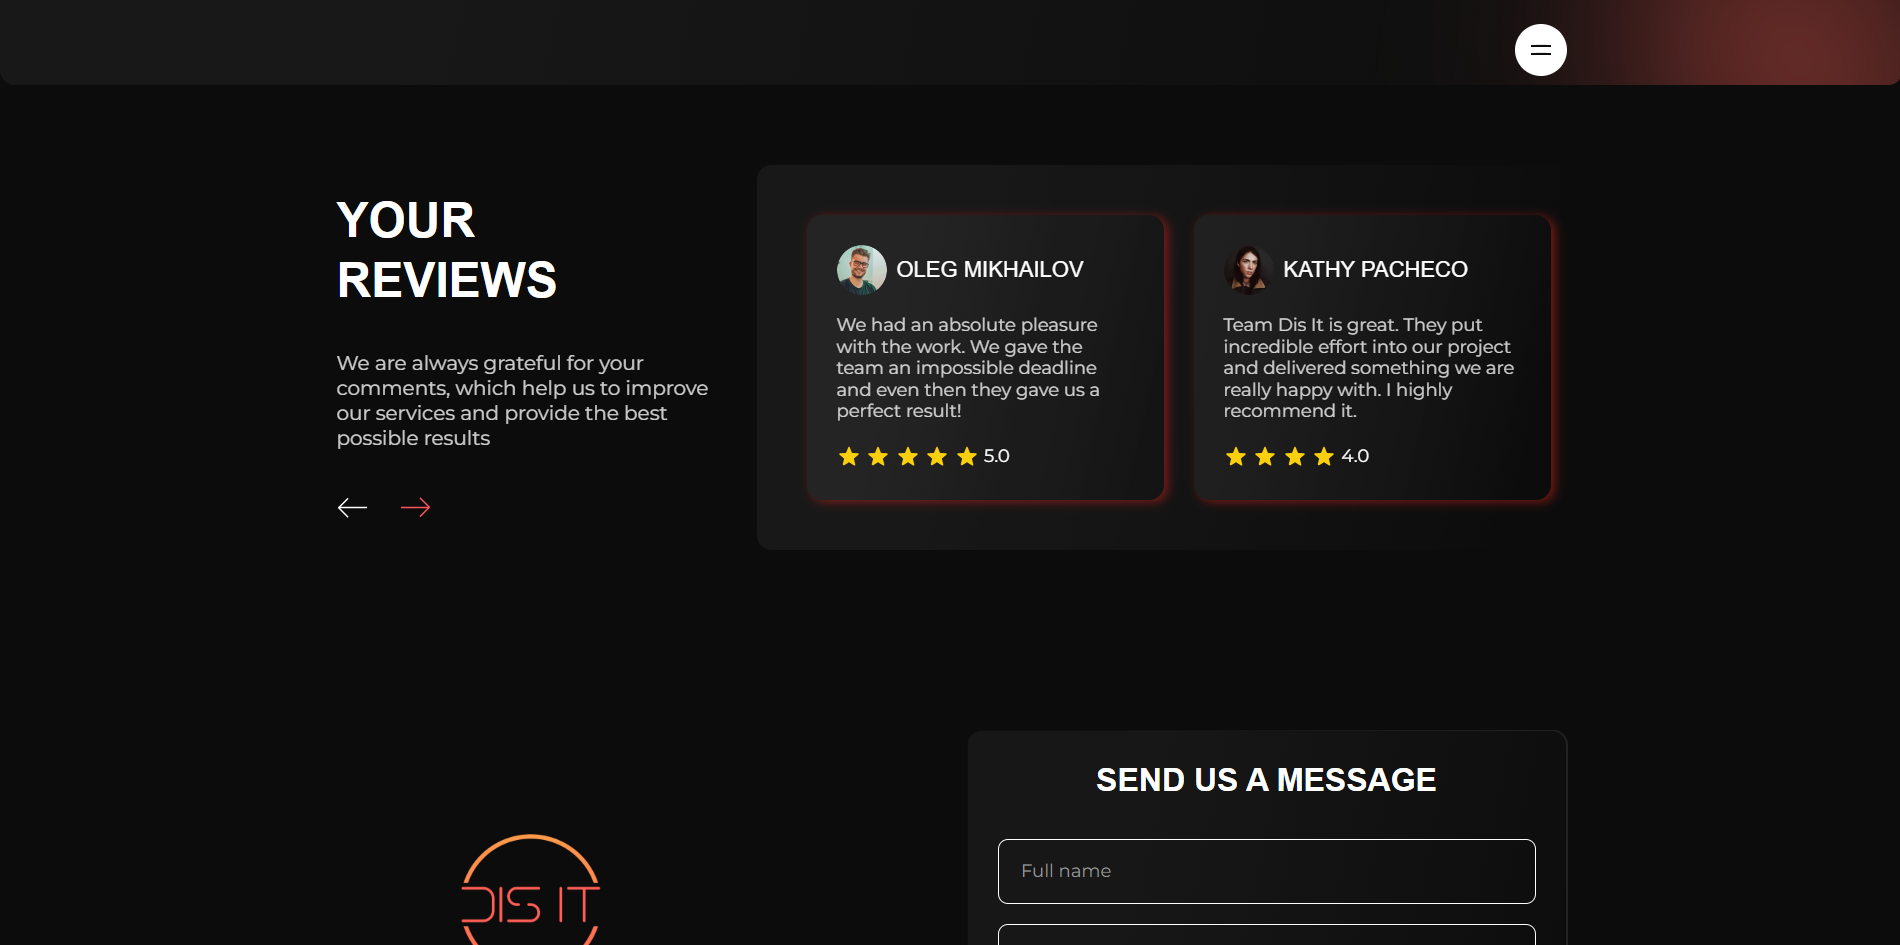 YOUR
REVIEWS
We are always grateful for your
comments, which help us to improve
our services and provide the best
possible results
OLEG MIKHAILOV
We had an absolute pleasure
with the work. We gave the
team an impossible deadline
and even then they gave us a
perfect result!
5.0
KATHY PACHECO
Team Dis It is great. They put
incredible effort into our project
and delivered something we are
really happy with. I highly
recommend it.
4.0
DIS IT
SEND US A MESSAGE
Full name